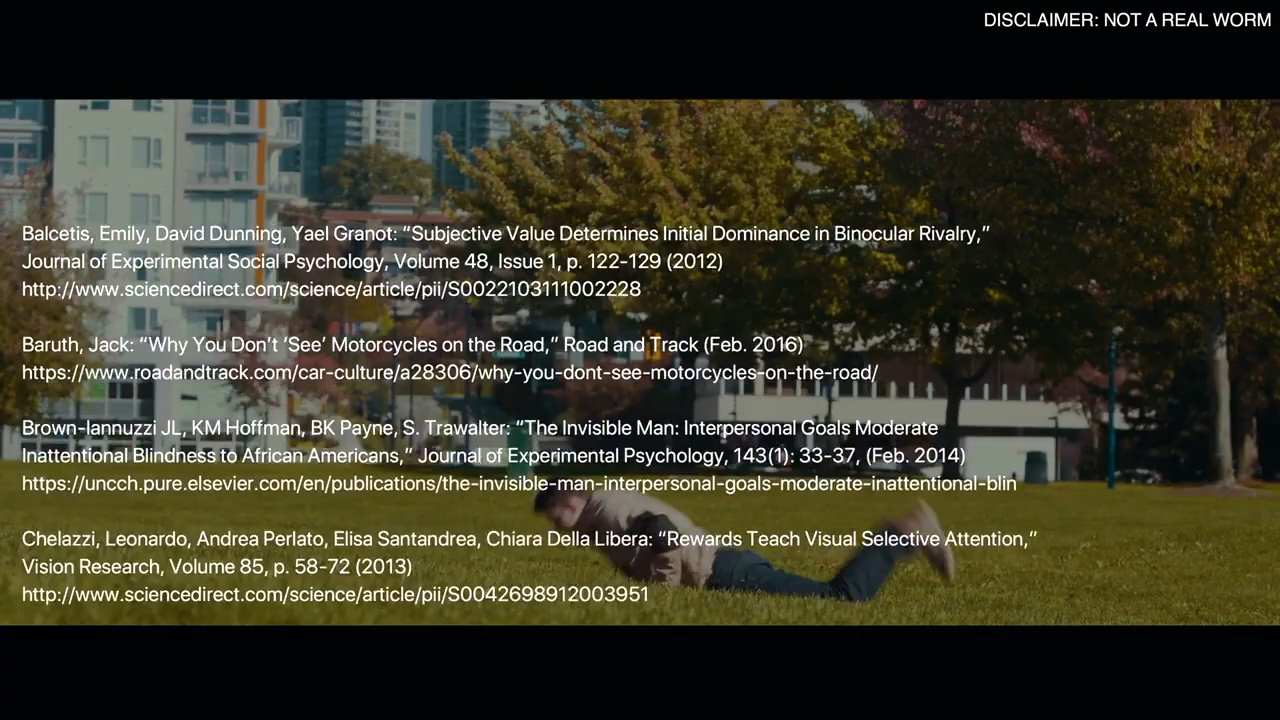 DISCLAIMER: NOT A REAL WORM
Balcetis, Emily, David Dunning, Yael Granot: “Subjective Value Determines Initial Dominance in Binocular Rivalry,”
Journal of Experimental Social Psychology, Volume 48, Issue 1, p. 122-129 (2012)
http://www.sciencedirect.com/science/article/pii/S0022103111002228
Baruth, Jack: “Why You Don’t ‘See’ Motorcycles on the Road,” Road and Track (Feb. 2016)
https://www.roadandtrack.com/car-culture/a28306/why-you-dont-see-motorcycles-on-the-road/
Brown-Iannuzzi JL, KM Hoffman, BK Payne, S. Trawalter: “The Invisible Man: Interpersonal Goals Moderate
Inattentional Blindness to African Americans,” Journal of Experimental Psychology, 143(1): 33-37, (Feb. 2014)
https://uncch.pure.elsevier.com/en/publications/the-invisible-man-interpersonal-goals-moderate-inattentional-blin
Chelazzi, Leonardo, Andrea Perlato, Elisa Santandrea, Chiara Della Libera: “Rewards Teach Visual Selective Attention,”
Vision Research, Volume 85, p. 58-72 (2013)
http://www.sciencedirect.com/science/article/pii/S0042698912003951